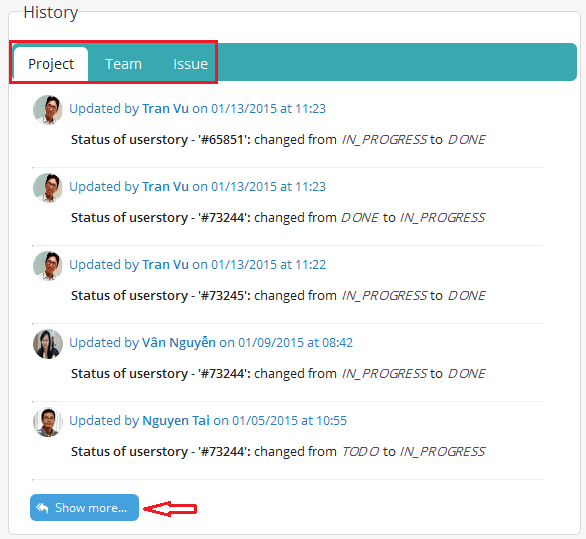 History
Project Team Issue
Updated by Tran Vu on 01/13/2015 at 11:23
Status of userstory - '#65851': changed from IN_PROGRESS to DONE
Updated by Tran Vu on 01/13/2015 at 11:23
Status of userstory - '#73244': changed from DONE to IN_PROGRESS
Updated by Tran Vu on 01/13/2015 at 11:22
Status of userstory - '#73245': changed from IN_PROGRESS to DONE
Updated by Vân Nguyễn on 01/09/2015 at 08:42
Status of userstory - '#73244': changed from IN_PROGRESS to DONE
Updated by Nguyen Tai on 01/05/2015 at 10:55
Status of userstory - '#73244': changed from TODO to IN_PROGRESS
Show more...